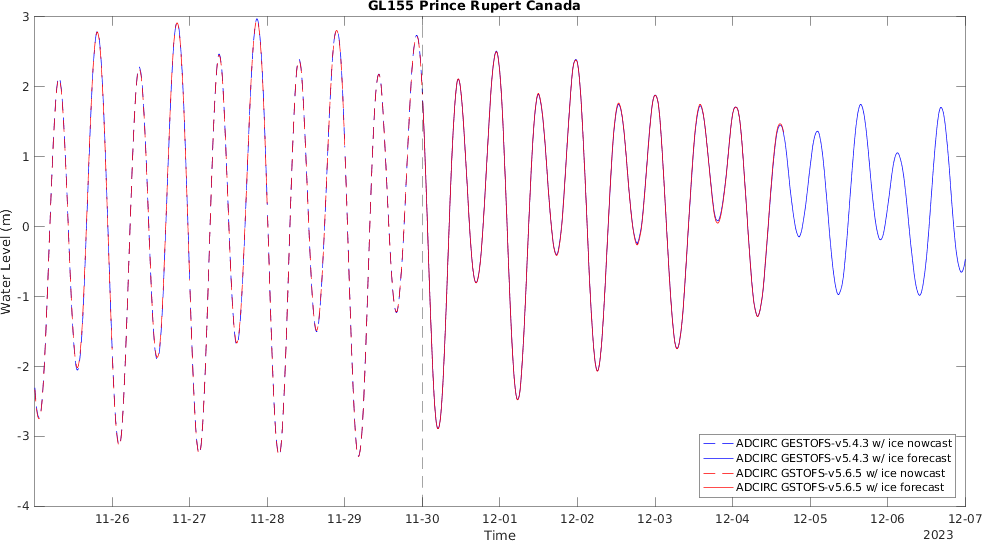 GL155 Prince Rupert Canada
3
2
1
0
-1
-2
-3
-4
Water Level (m)
ADCIRC GESTOFS-v5.4.3 w/ ice nowcast
ADCIRC GESTOFS-v5.4.3 w/ ice forecast
ADCIRC GSTOFS-v5.6.5 w/ ice nowcast
ADCIRC GSTOFS-v5.6.5 w/ ice forecast
11-26 11-27 11-28 11-29 11-30 12-01 12-02 12-03 12-04 12-05 12-06 12-07
Time
2023